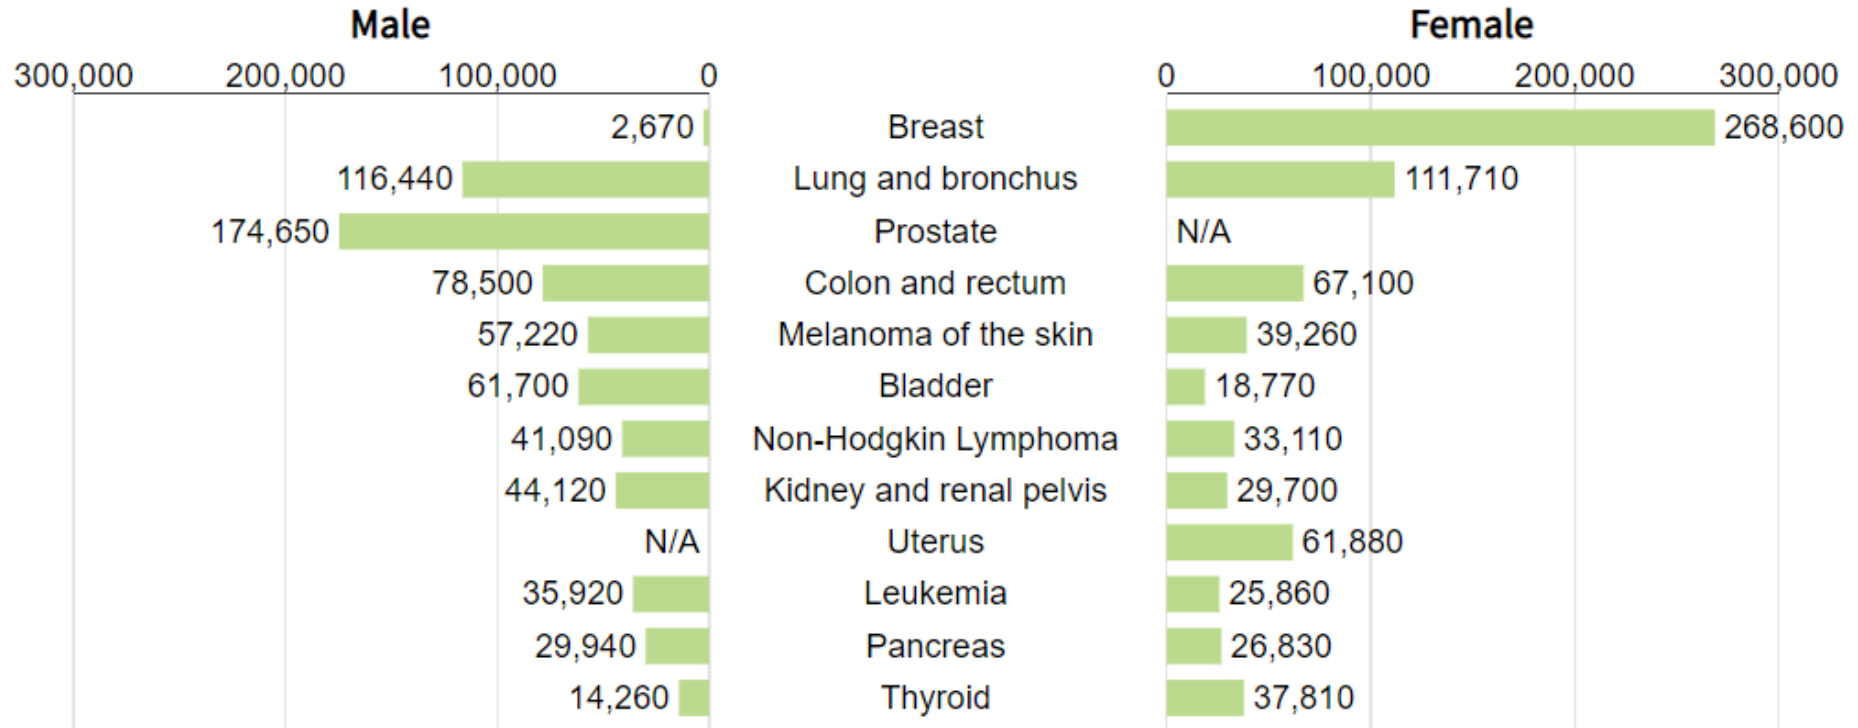 Male Female
300,000 200,000 100,000 0 0 100,000 200,000 300,000
2,670 Breast 268,600
116,440 Lung and bronchus 111,710
174,650 Prostate N/A
78,500 Colon and rectum 67,100
57,220 Melanoma of the skin 39,260
61,700 Bladder 18,770
41,090 Non-Hodgkin Lymphoma 33,110
44,120 Kidney and renal pelvis 29,700
N/A Uterus 61,880
35,920 Leukemia 25,860
29,940 Pancreas 26,830
14,260 Thyroid 37,810